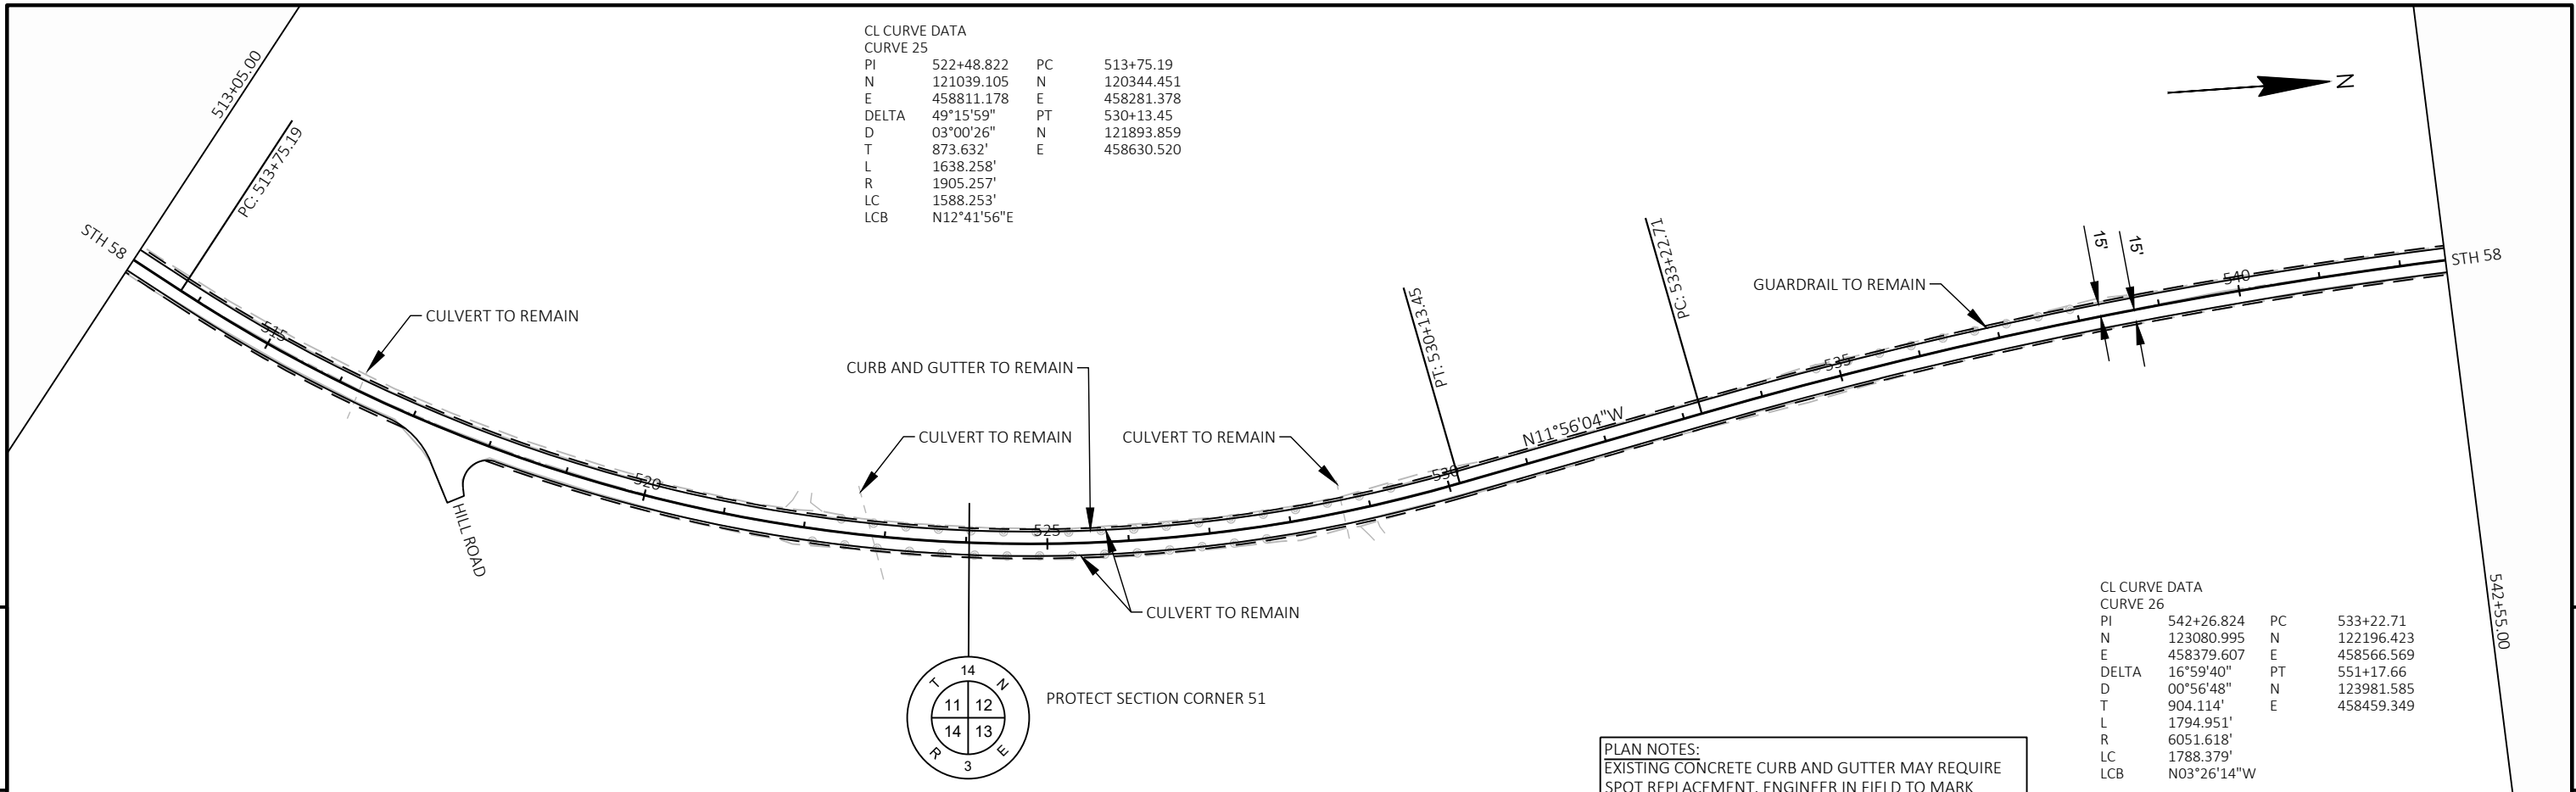 CL CURVE DATA
CURVE 25
PI 522+48.822 PC 513+75.19
N 121039.105 N 120344.451
E 458811.178 E 458281.378
DELTA 49°15'59" PT 530+13.45
D 03°00'26" N 121893.859
T 873.632' E 458630.520
L 1638.258'
R 1905.257'
LC 1588.253'
LCB N12°41'56"E
N
513+05.00
PC: 513+75.19
STH 58
515
CULVERT TO REMAIN
HILL ROAD
520
CURB AND GUTTER TO REMAIN
CULVERT TO REMAIN
CULVERT TO REMAIN
525
CULVERT TO REMAIN
530
PT: 530+13.45
N11°56'04"W
PC: 533+22.71
535
GUARDRAIL TO REMAIN
15'
15'
540
STH 58
542+55.00
T 14 N
11 12
14 13
R 3 E
PROTECT SECTION CORNER 51
CL CURVE DATA
CURVE 26
PI 542+26.824 PC 533+22.71
N 123080.995 N 122196.423
E 458379.607 E 458566.569
DELTA 16°59'40" PT 551+17.66
D 00°56'48" N 123981.585
T 904.114' E 458459.349
L 1794.951'
R 6051.618'
LC 1788.379'
LCB N03°26'14"W
PLAN NOTES:
EXISTING CONCRETE CURB AND GUTTER MAY REQUIRE
SPOT REPLACEMENT. ENGINEER IN FIELD TO MARK